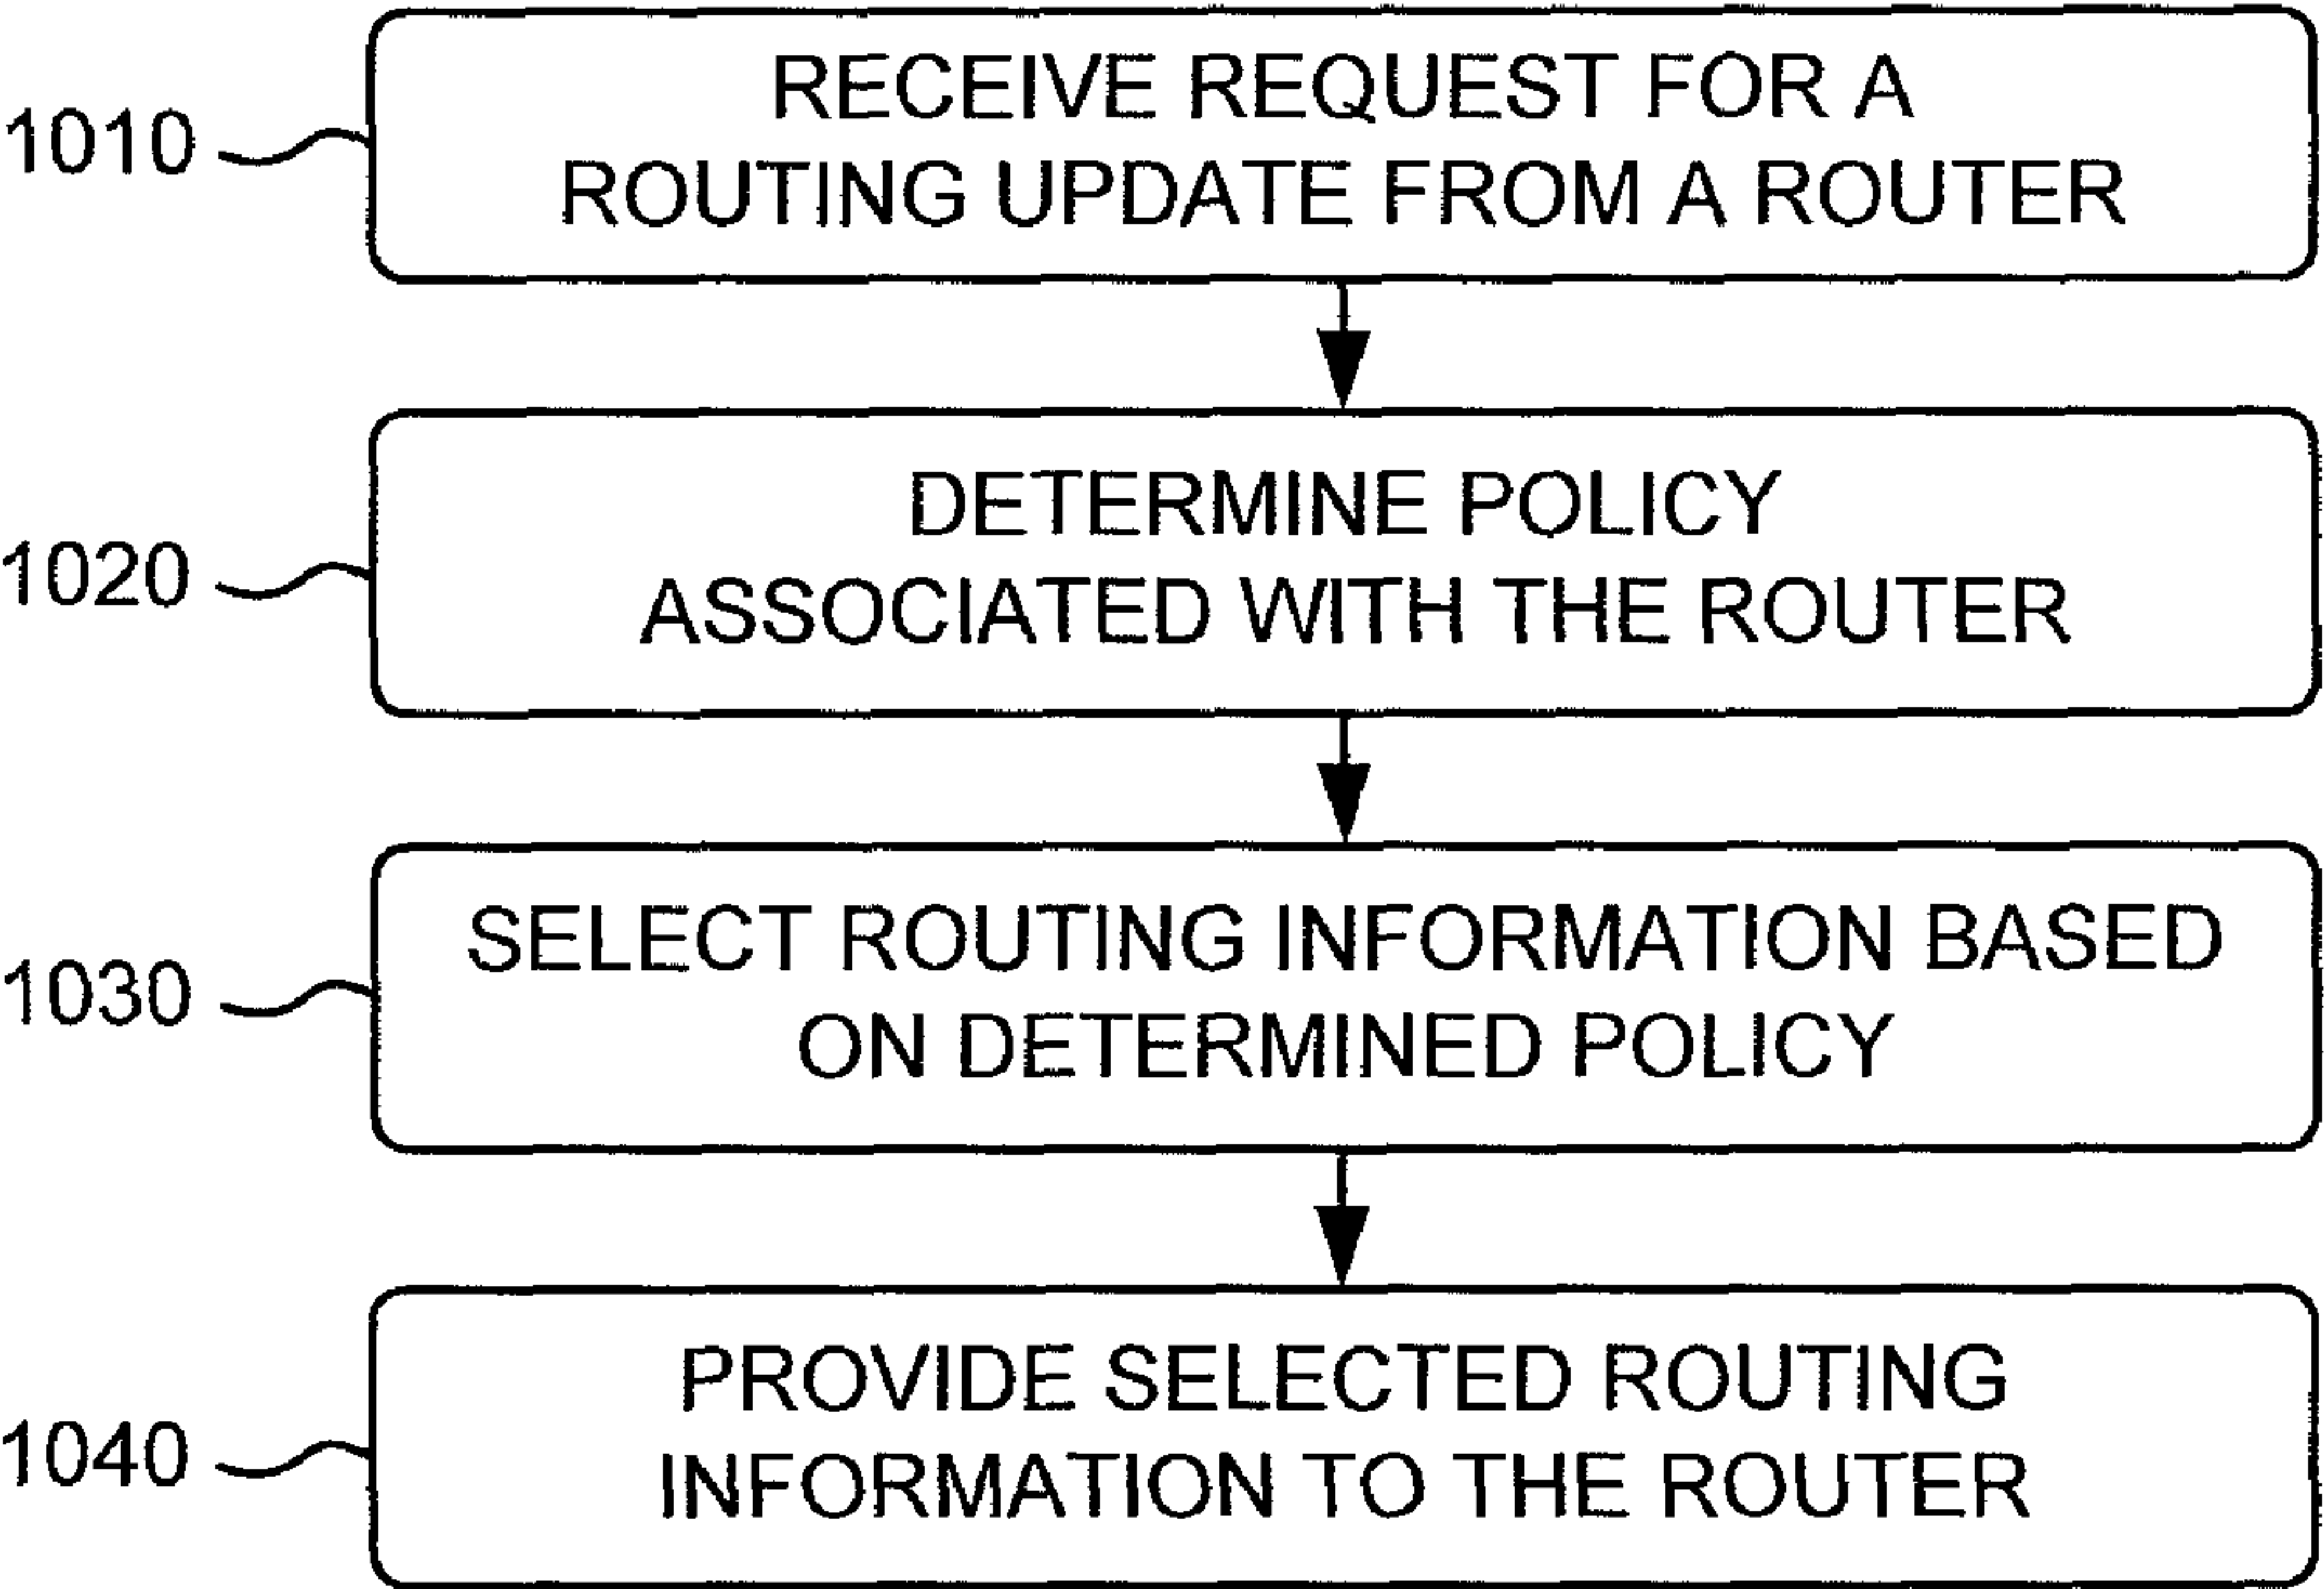 1010
RECEIVE REQUEST FOR A
ROUTING UPDATE FROM A ROUTER
1020
DETERMINE POLICY
ASSOCIATED WITH THE ROUTER
1030
SELECT ROUTING INFORMATION BASED
ON DETERMINED POLICY
1040
PROVIDE SELECTED ROUTING
INFORMATION TO THE ROUTER